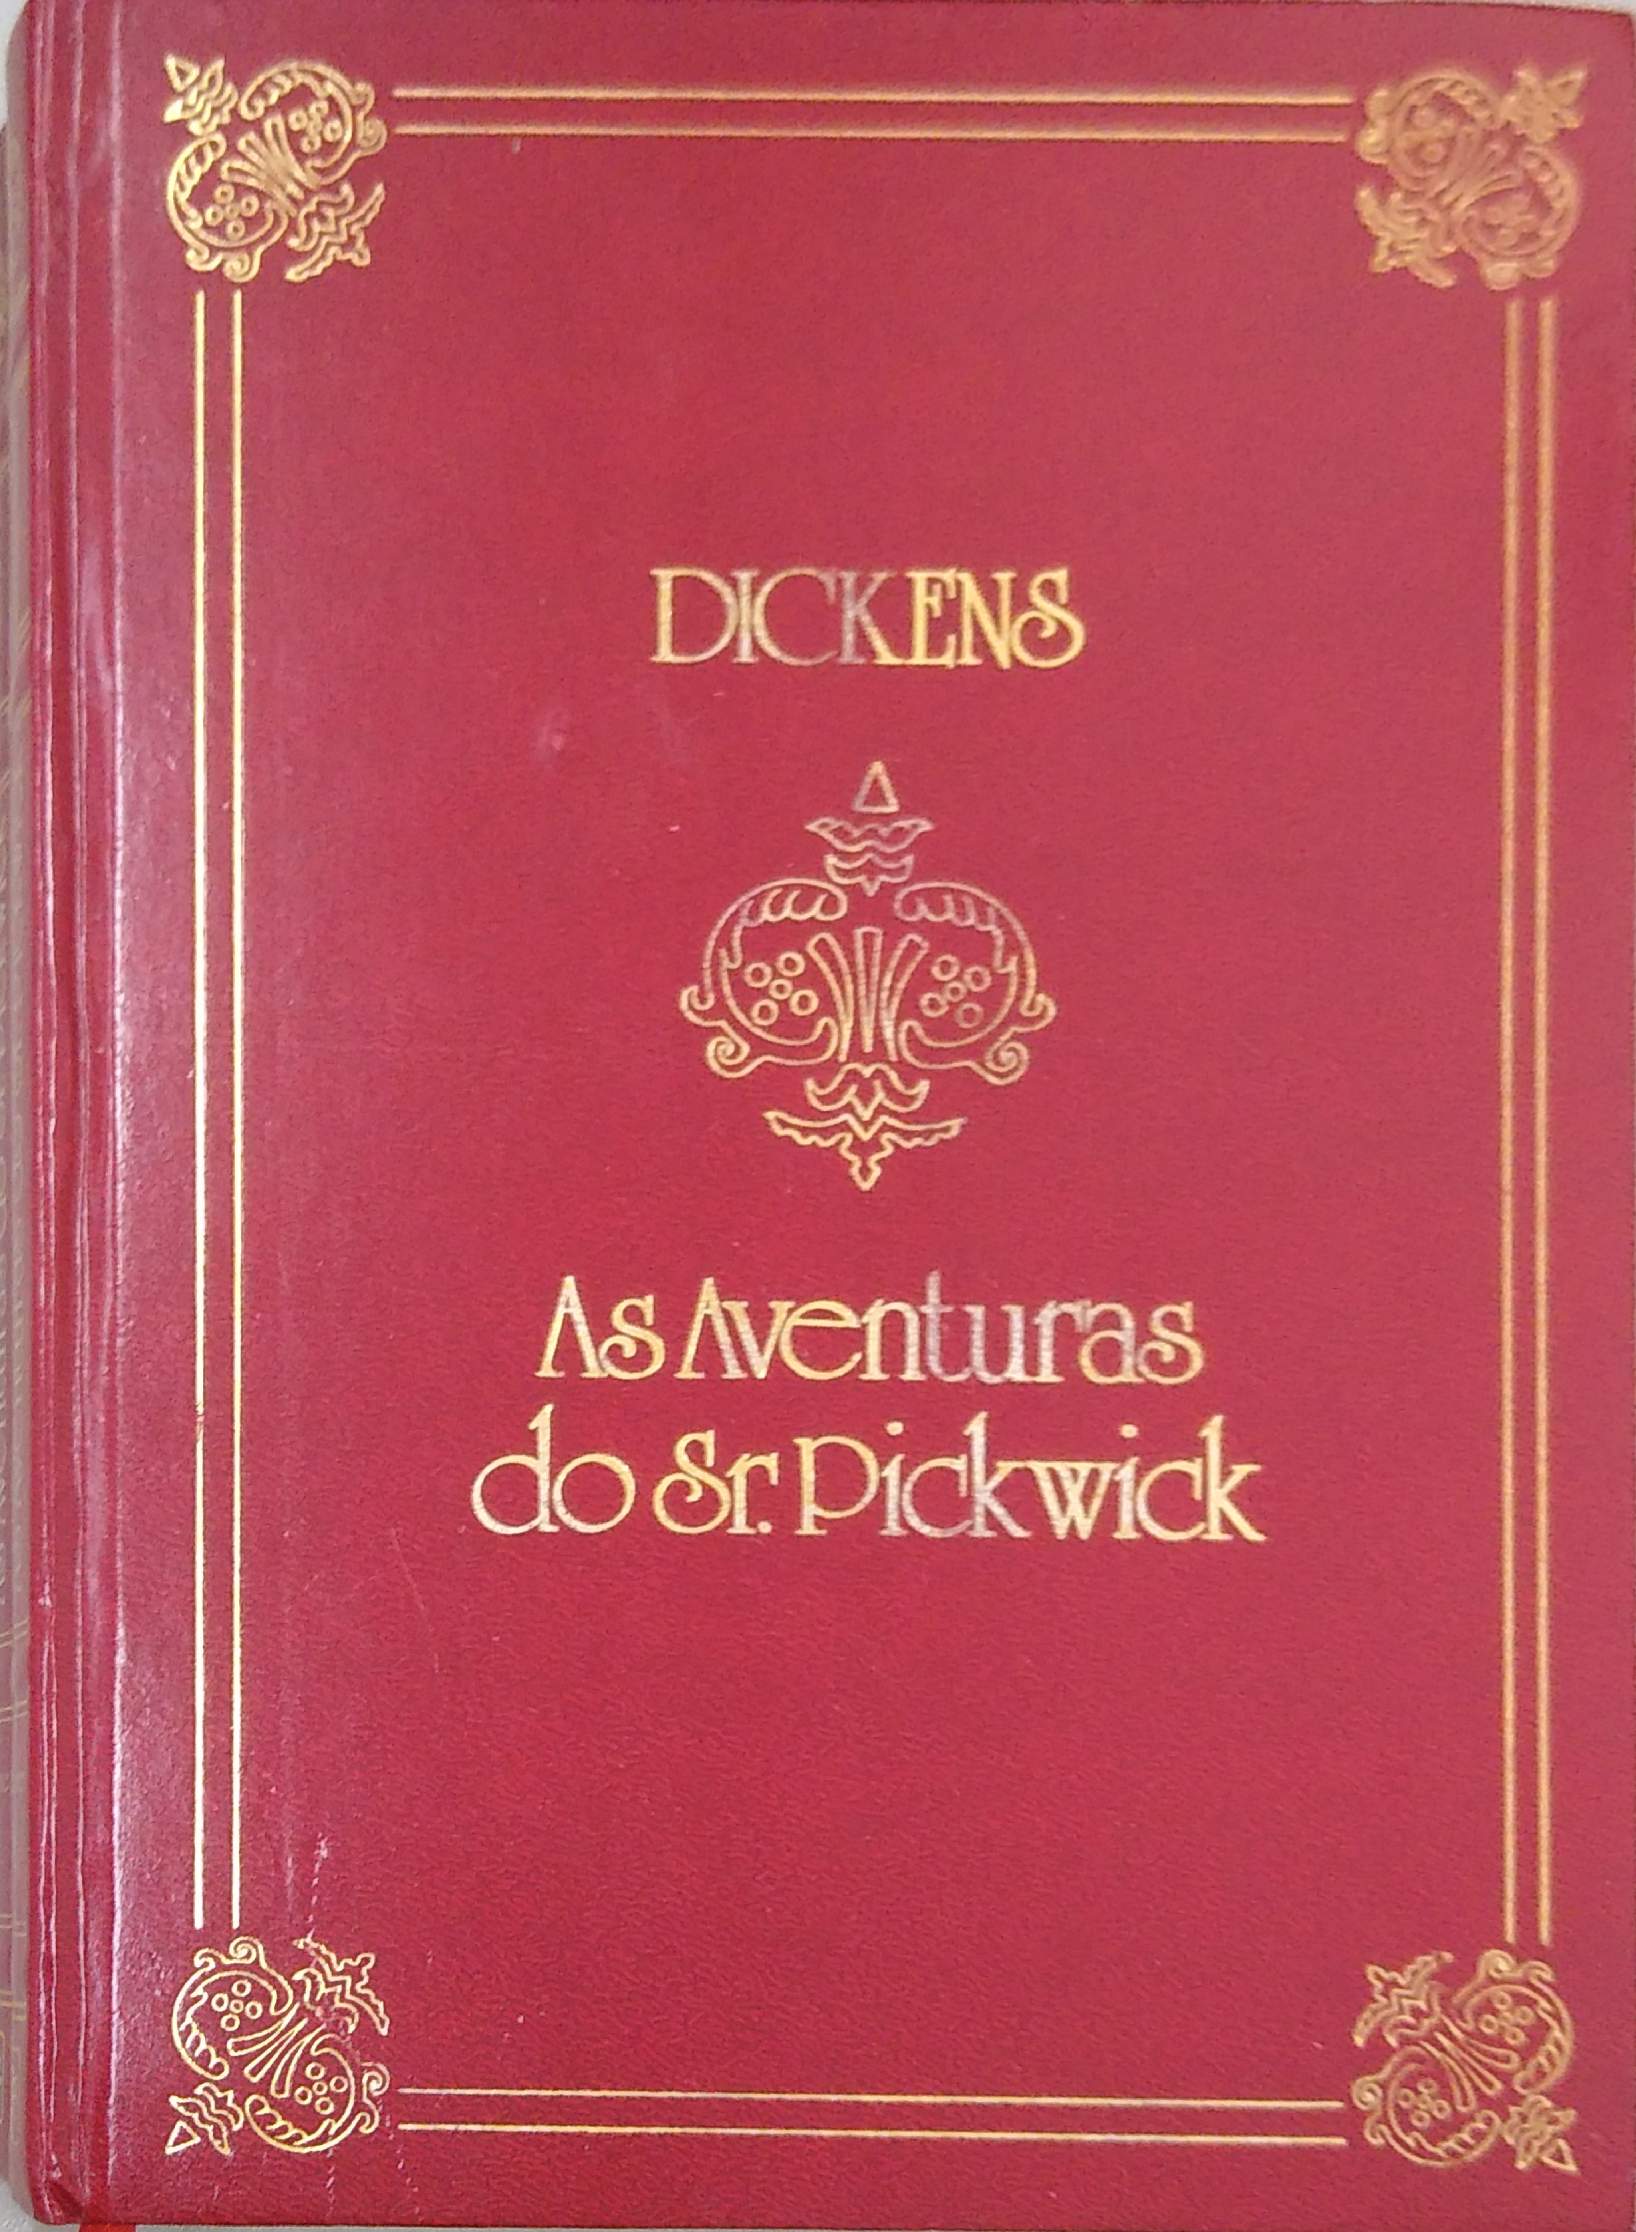 DICKENS
As Aventuras
do Sr. Pickwick